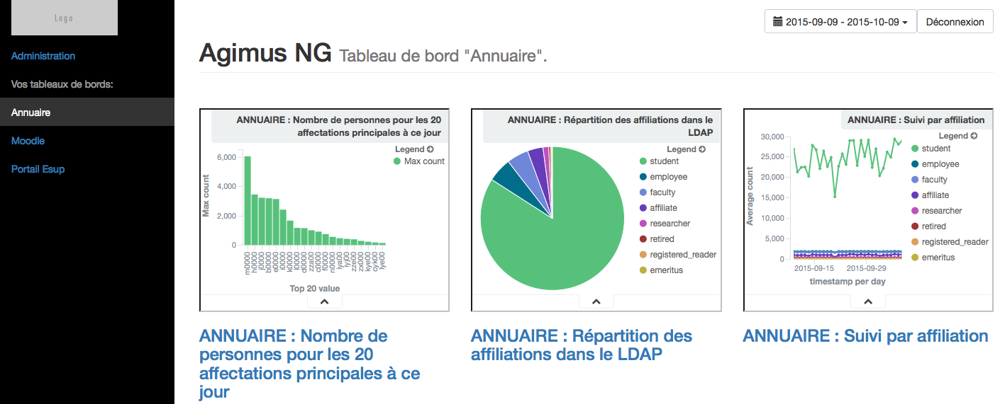 Logo
Administration
Vos tableaux de bords:
Annuaire
Moodle
Portail Esup
2015-09-09 - 2015-10-09
Déconnexion
Agimus NG Tableau de bord "Annuaire".
ANNUAIRE : Nombre de personnes pour les 20
affectations principales à ce jour
Legend
Max count
6,000
4,000
2,000
0
Max count
m0000
h0000
j0000
b0000
e0000
i0000
k0000
l0000
d0000
zza00
c0000
f0000
n0000
lya00
lyj00
zze00
zx000
kye00
cyk00
lye00
Top 20 value
ANNUAIRE : Nombre de
personnes pour les 20
affectations principales à ce
jour
ANNUAIRE : Répartition des affiliations dans le
LDAP
Legend
student
employee
faculty
affiliate
researcher
retired
registered_reader
emeritus
ANNUAIRE : Répartition des
affiliations dans le LDAP
ANNUAIRE : Suivi par affiliation
Legend
student
employee
faculty
affiliate
researcher
retired
registered_reader
emeritus
30,000
25,000
20,000
15,000
10,000
5,000
0
Average count
2015-09-15
2015-09-29
timestamp per day
ANNUAIRE : Suivi par affiliation